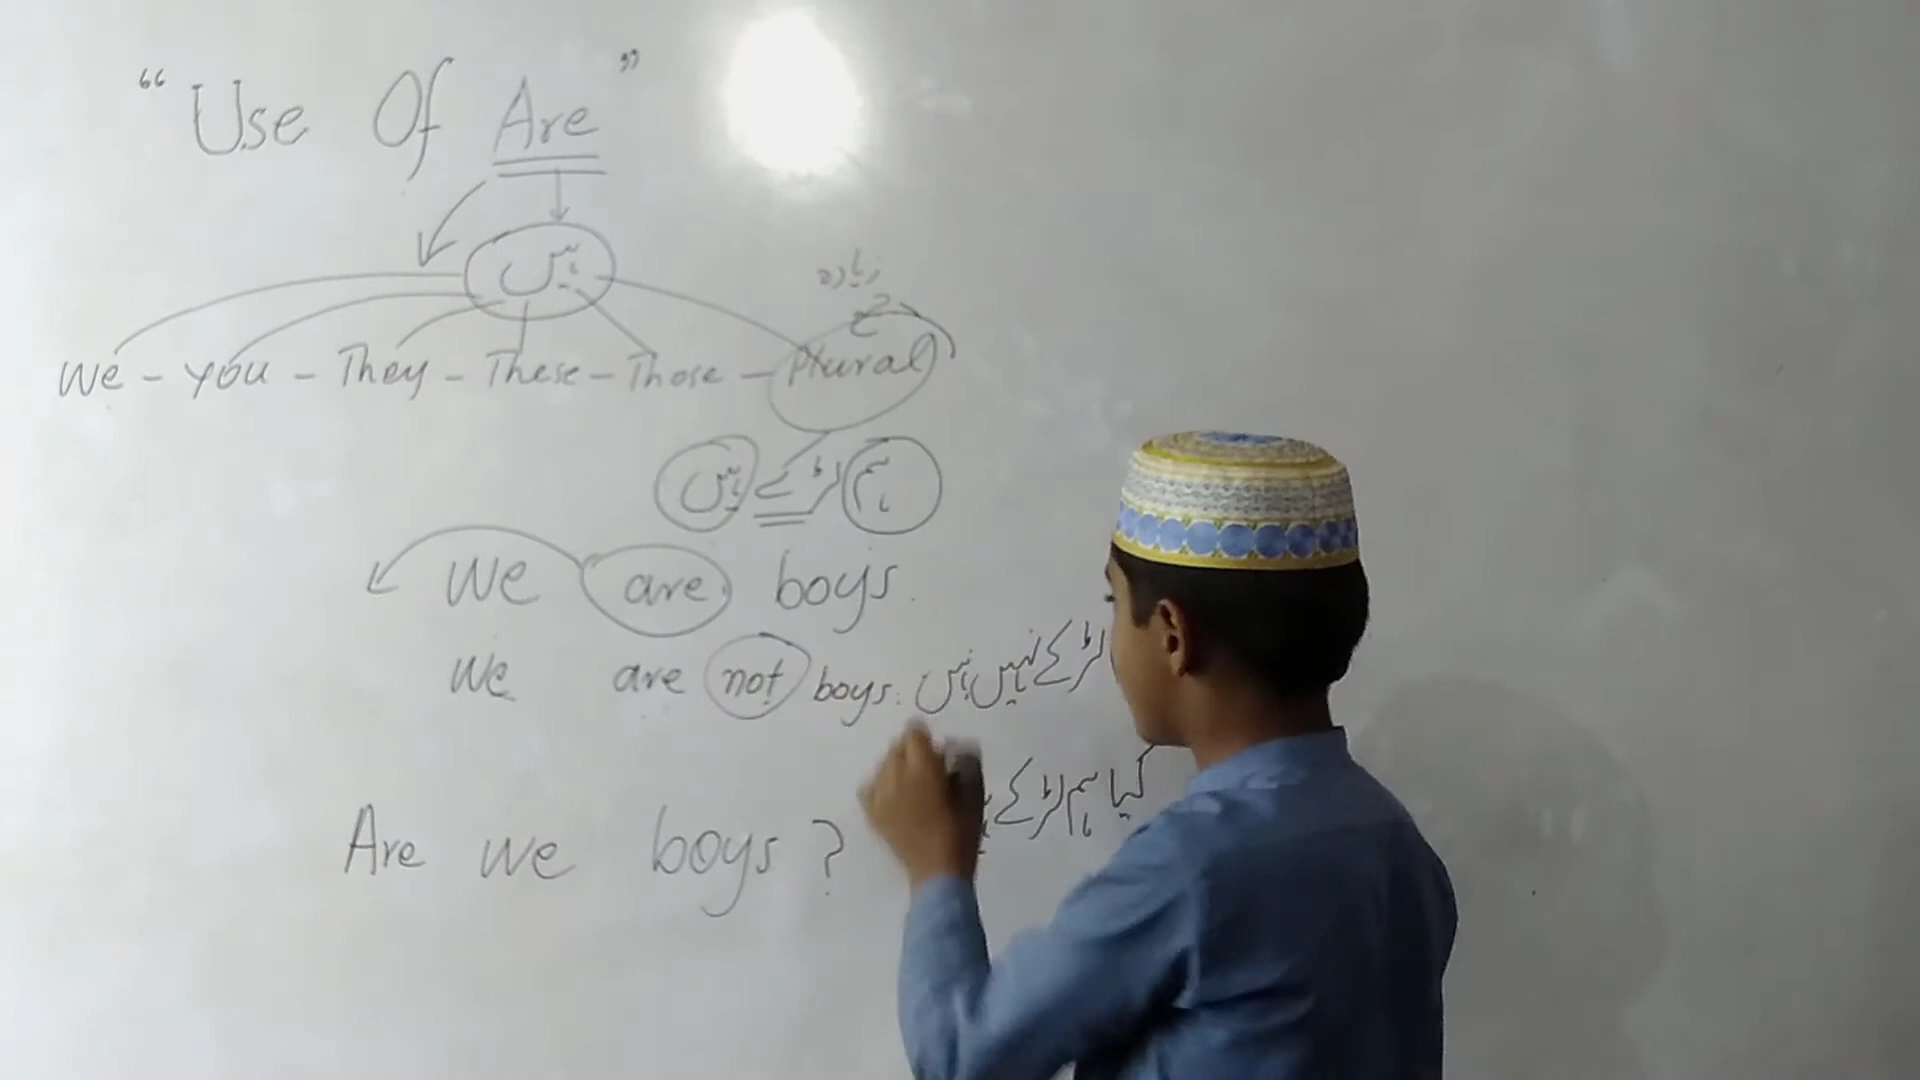 “Use Of Are”
ہیں
زیادہ
جمع
We - you - They - These - Those - Plural
ہم لڑکے ہیں
We are boys.
We are not boys. لڑکے نہیں ہیں
Are we boys? کیا ہم لڑکے